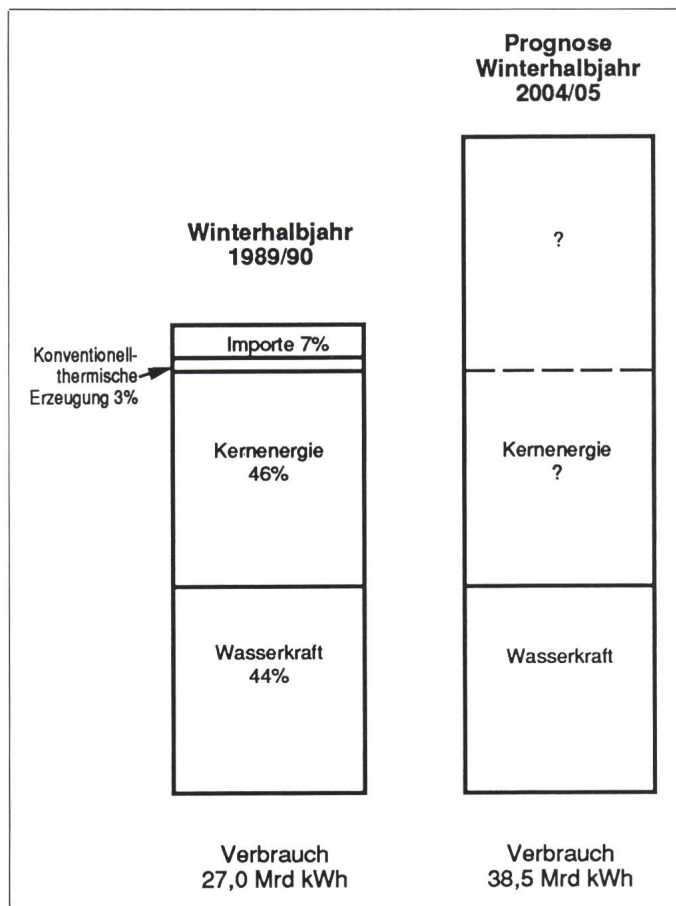 Prognose
Winterhalbjahr
2004/05
?
Winterhalbjahr
1989/90
Importe 7%
Konventionell-
thermische
Erzeugung 3%
Kernenergie
46%
Kernenergie
?
Wasserkraft
44%
Wasserkraft
Verbrauch
27,0 Mrd kWh
Verbrauch
38,5 Mrd kWh